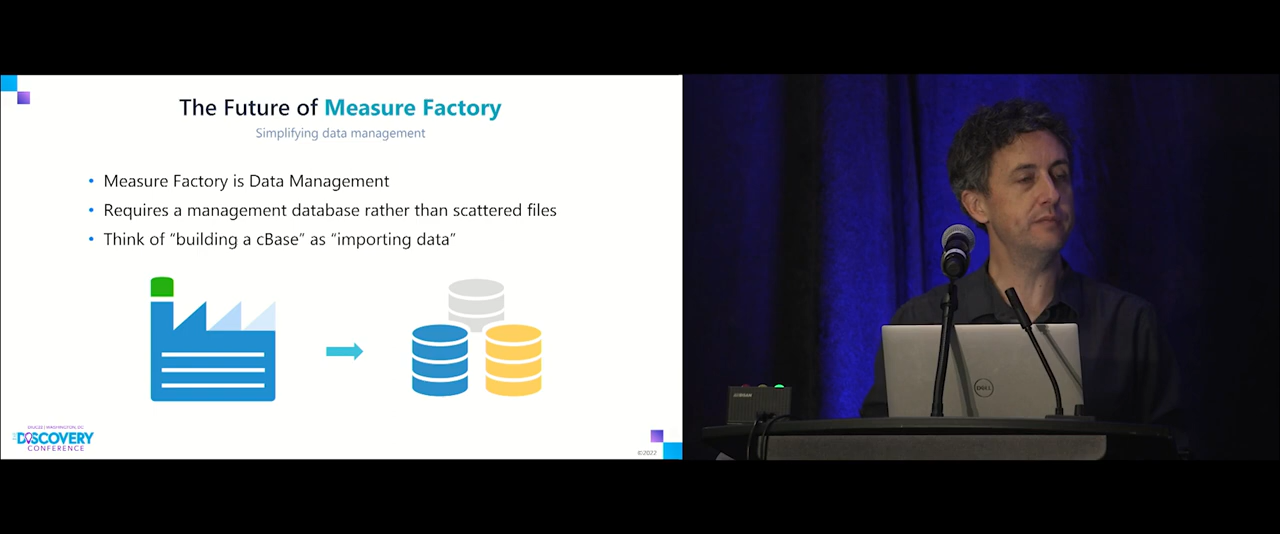 The Future of Measure Factory
Simplifying data management
• Measure Factory is Data Management
• Requires a management database rather than scattered files
• Think of “building a cBase” as “importing data”
DISCOVERY
CONFERENCE
©2022
DELL